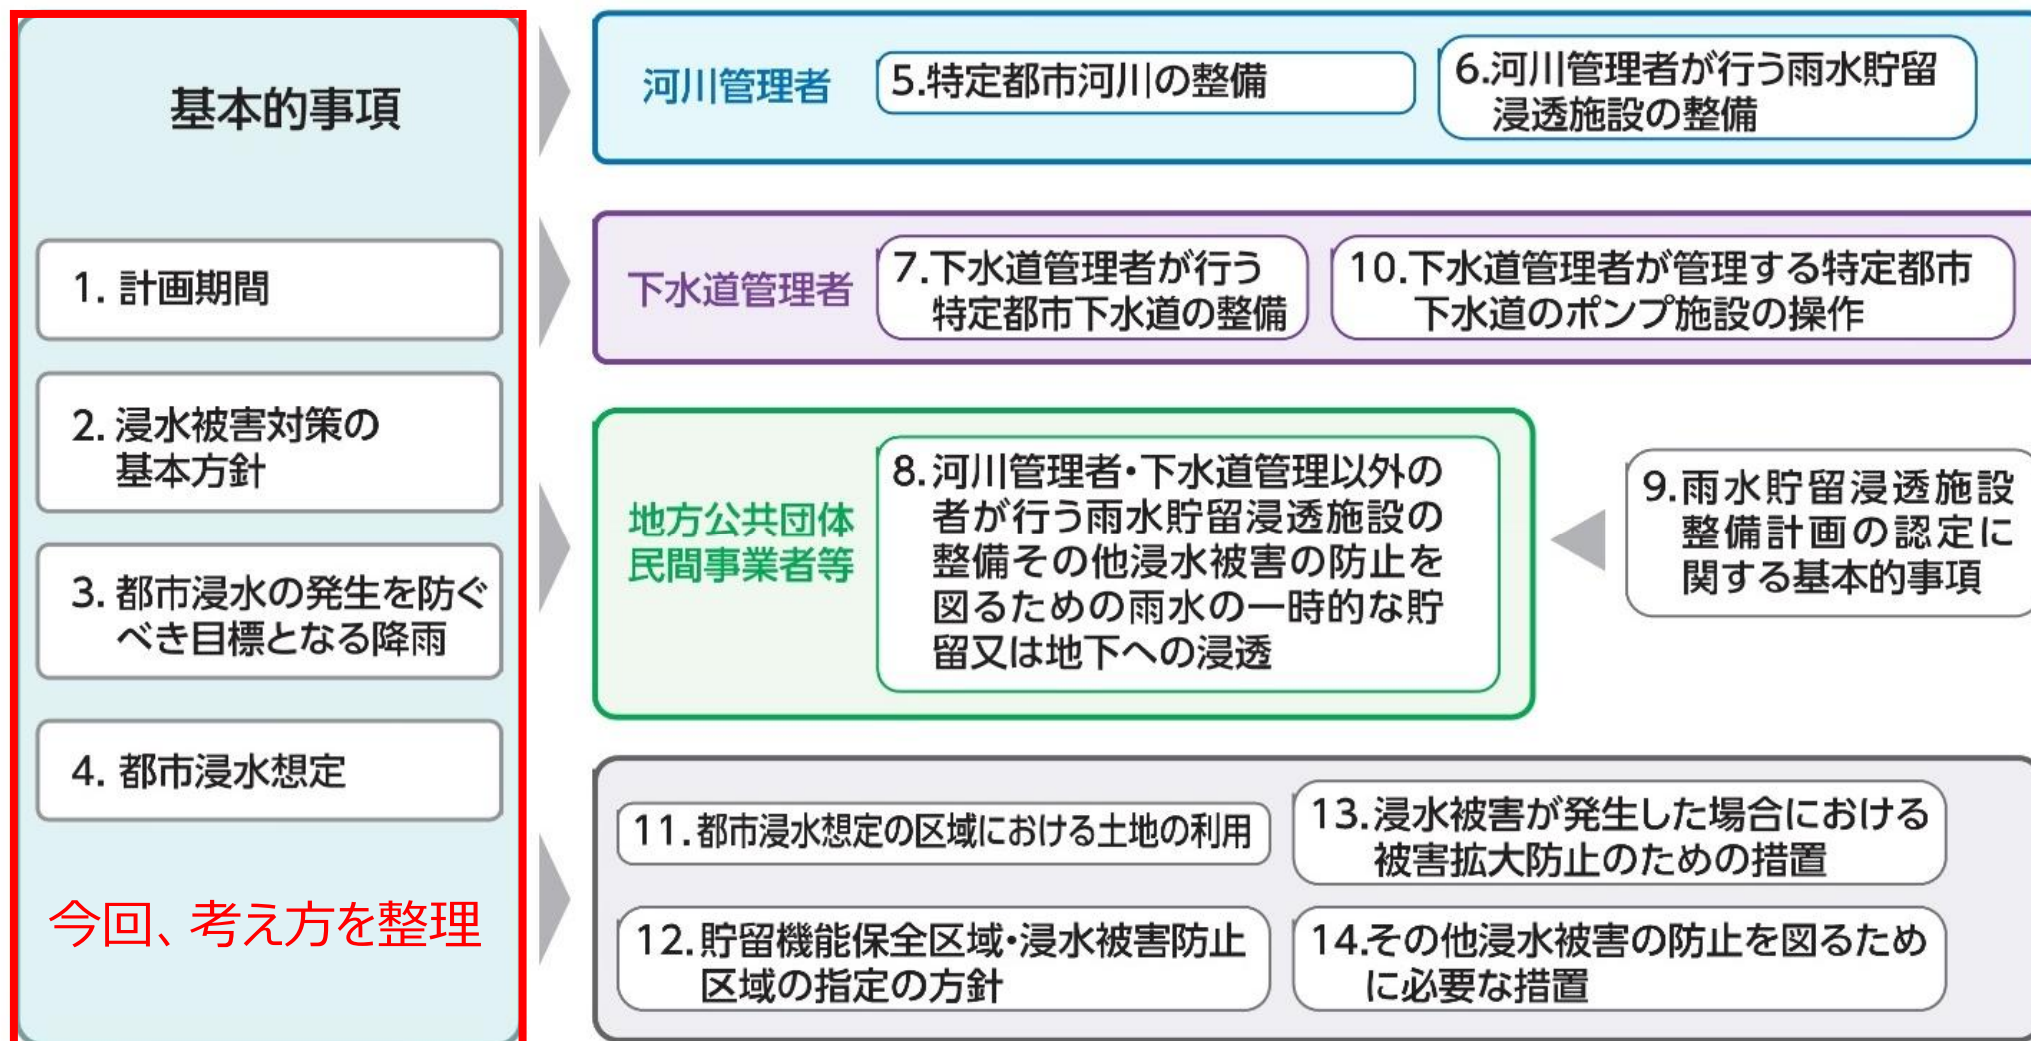 基本的事項
1. 計画期間
2. 浸水被害対策の
基本方針
3. 都市浸水の発生を防ぐ
べき目標となる降雨
4. 都市浸水想定
今回、考え方を整理
河川管理者
5.特定都市河川の整備
6.河川管理者が行う雨水貯留
浸透施設の整備
下水道管理者
7.下水道管理者が行う
特定都市下水道の整備
10.下水道管理者が管理する特定都市
下水道のポンプ施設の操作
地方公共団体
民間事業者等
8.河川管理者・下水道管理以外の
者が行う雨水貯留浸透施設の
整備その他浸水被害の防止を
図るための雨水の一時的な貯
留又は地下への浸透
9.雨水貯留浸透施設
整備計画の認定に
関する基本的事項
11.都市浸水想定の区域における土地の利用
12.貯留機能保全区域・浸水被害防止
区域の指定の方針
13.浸水被害が発生した場合における
被害拡大防止のための措置
14.その他浸水被害の防止を図るため
に必要な措置